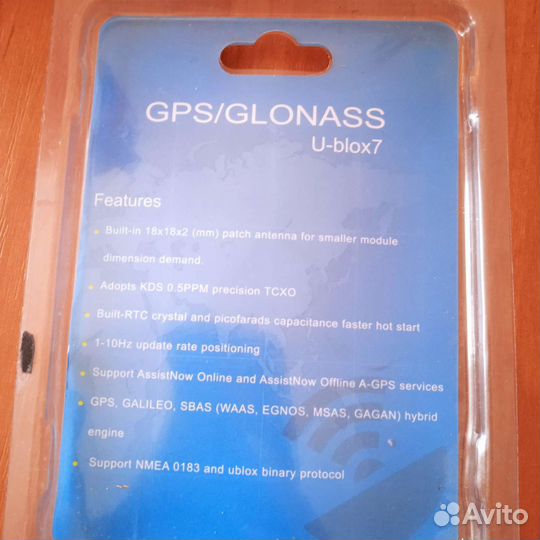 GPS/GLONASS
U-blox7
Features
Built-in 18x18x2 (mm) patch antenna for smaller module
dimension demand.
Adopts KDS 0.5PPM precision TCXO
Built-RTC crystal and picofarads capacitance faster hot start
1-10Hz update rate positioning
Support AssistNow Online and AssistNow Offline A-GPS services
GPS, GALILEO, SBAS (WAAS, EGNOS, MSAS, GAGAN) hybrid
engine
Support NMEA 0183 and ublox binary protocol
Avito